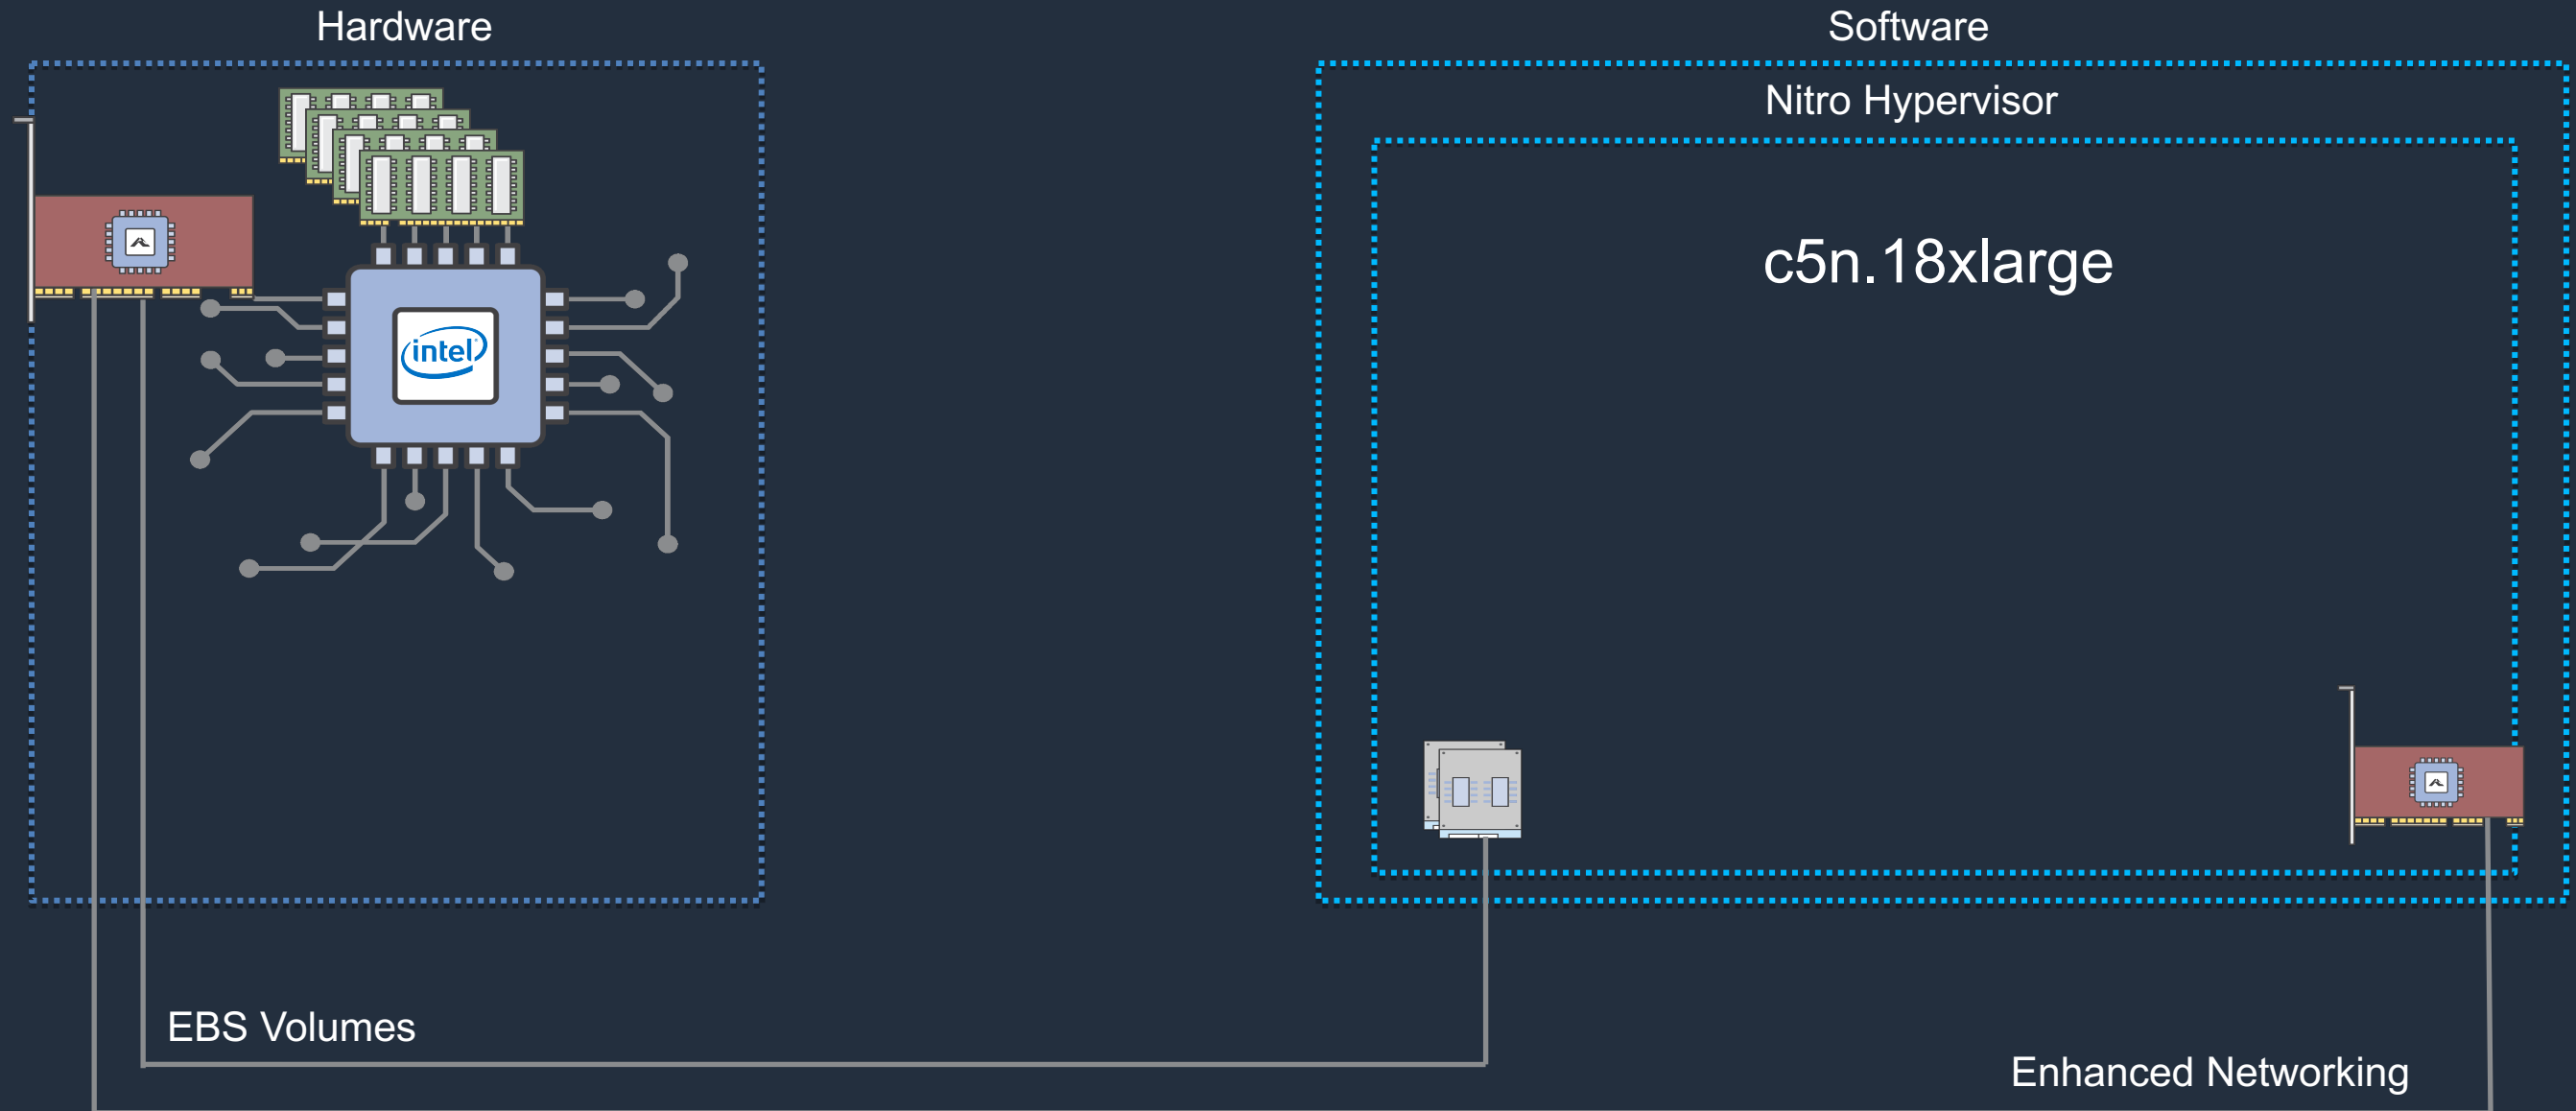 Hardware
Software
Nitro Hypervisor
c5n.18xlarge
intel
EBS Volumes
Enhanced Networking